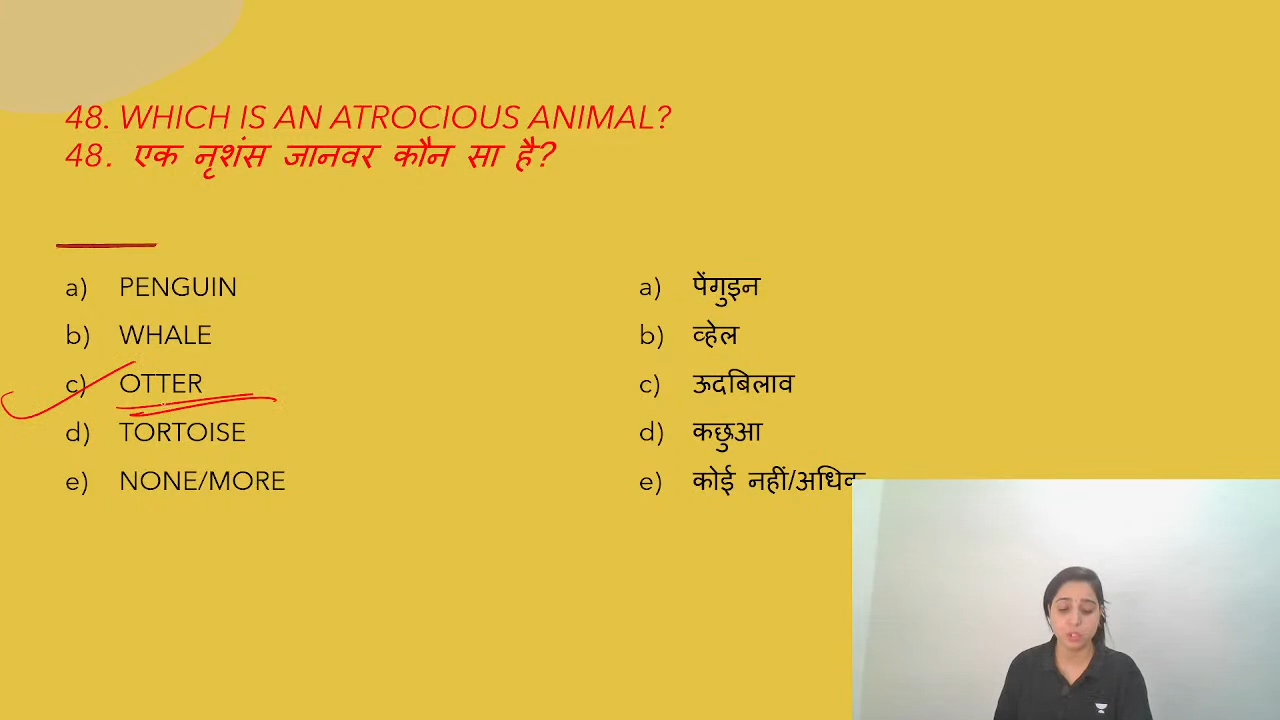 48. WHICH IS AN ATROCIOUS ANIMAL?
48. एक नृशंस जानवर कौन सा है?
a) PENGUIN
b) WHALE
c) OTTER
d) TORTOISE
e) NONE/MORE
a) पेंगुइन
b) व्हेल
c) ऊदबिलाव
d) कछुआ
e) कोई नहीं/अधिक